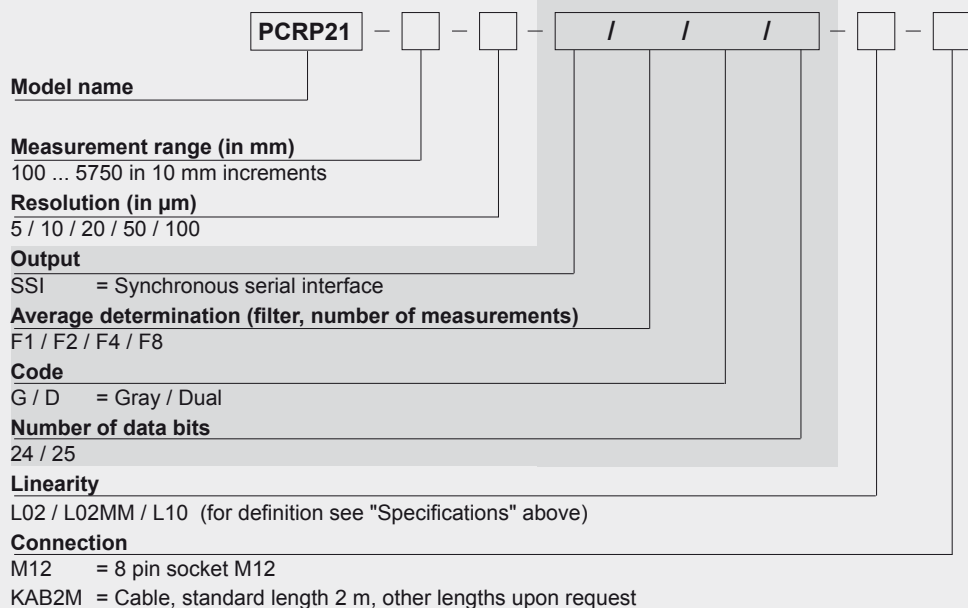 PCRP21 – – – / / / – –
Model name
Measurement range (in mm)
100 ... 5750 in 10 mm increments
Resolution (in µm)
5 / 10 / 20 / 50 / 100
Output
SSI = Synchronous serial interface
Average determination (filter, number of measurements)
F1 / F2 / F4 / F8
Code
G / D = Gray / Dual
Number of data bits
24 / 25
Linearity
L02 / L02MM / L10 (for definition see "Specifications" above)
Connection
M12 = 8 pin socket M12
KAB2M = Cable, standard length 2 m, other lengths upon request